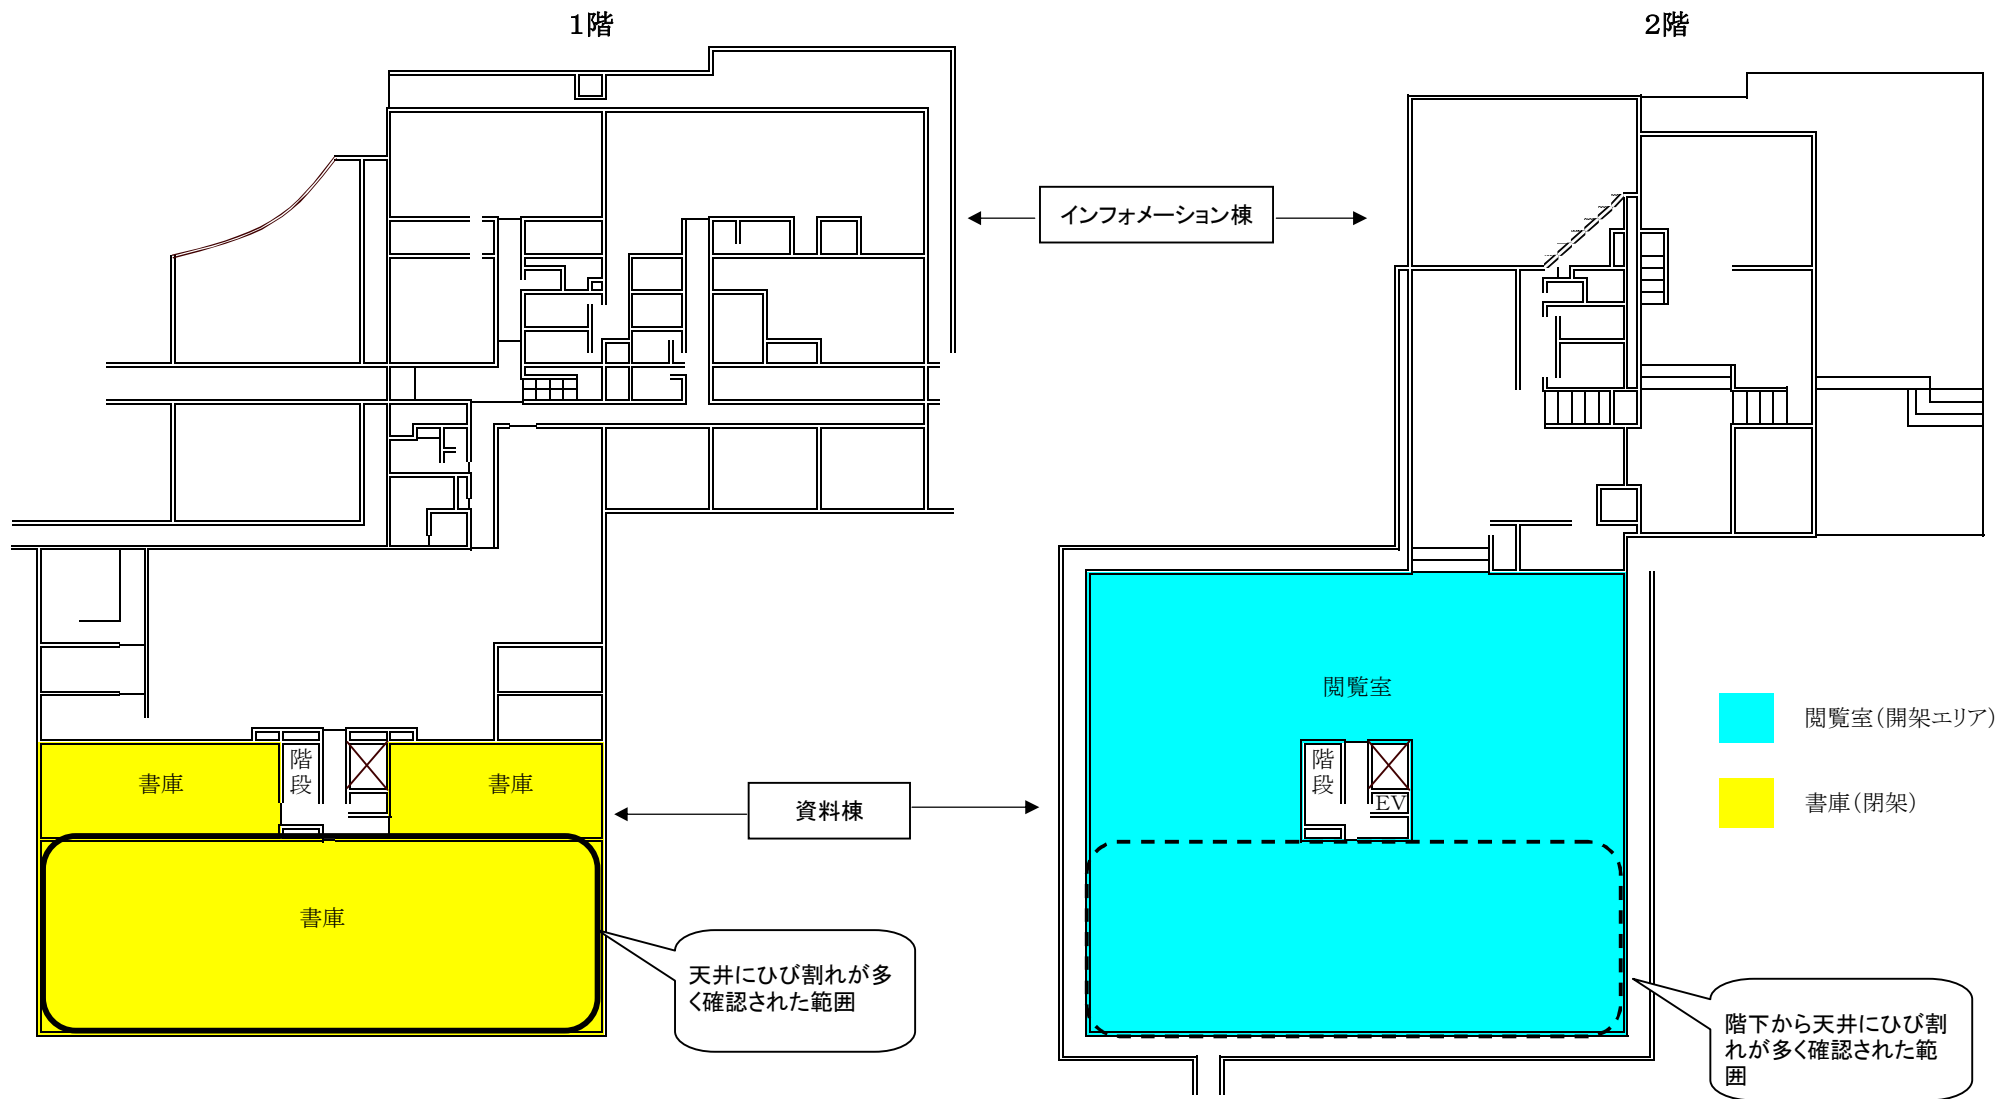 1階
2階
インフォメーション棟
閲覧室
閲覧室(開架エリア)
階
段
階
段
書庫
書庫
EV
書庫(閉架)
資料棟
書庫
天井にひび割れが多
く確認された範囲
階下から天井にひび割
れが多く確認された範
囲